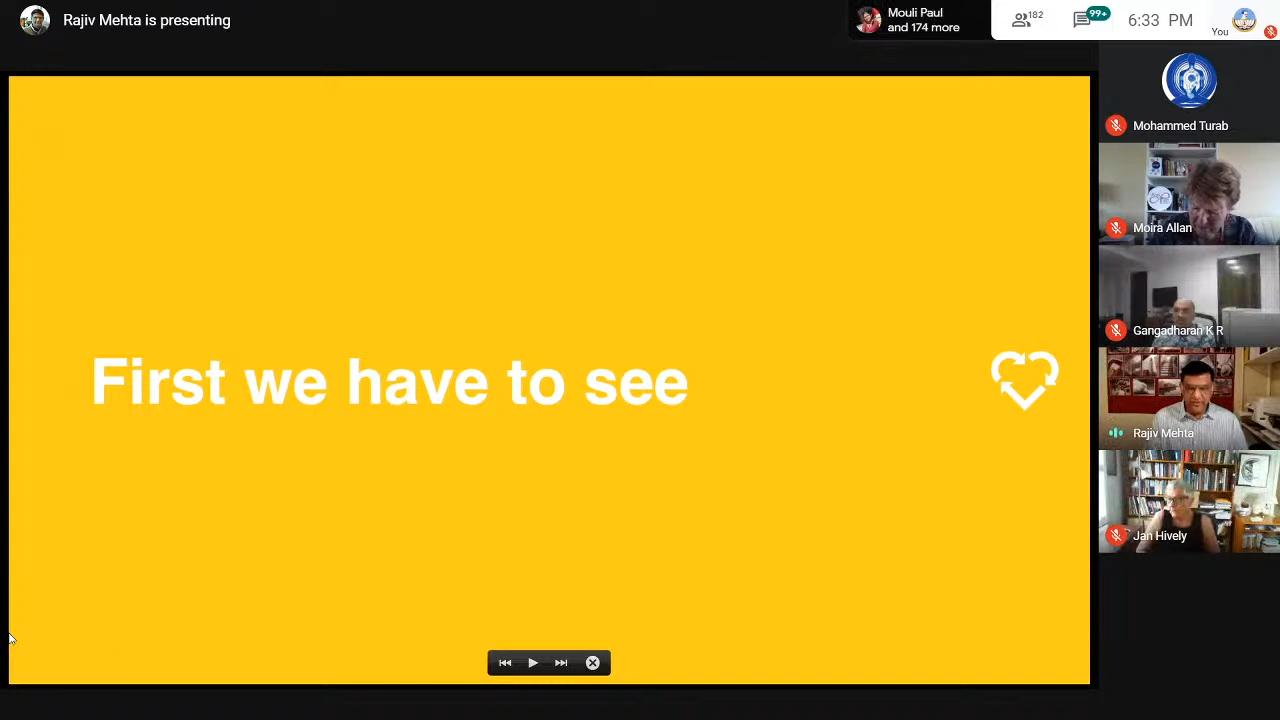 Rajiv Mehta is presenting
Mouli Paul
and 174 more
182
99+
6:33 PM
You
Mohammed Turab
Moira Allan
Gangadharan K R
Rajiv Mehta
Jan Hively
First we have to see